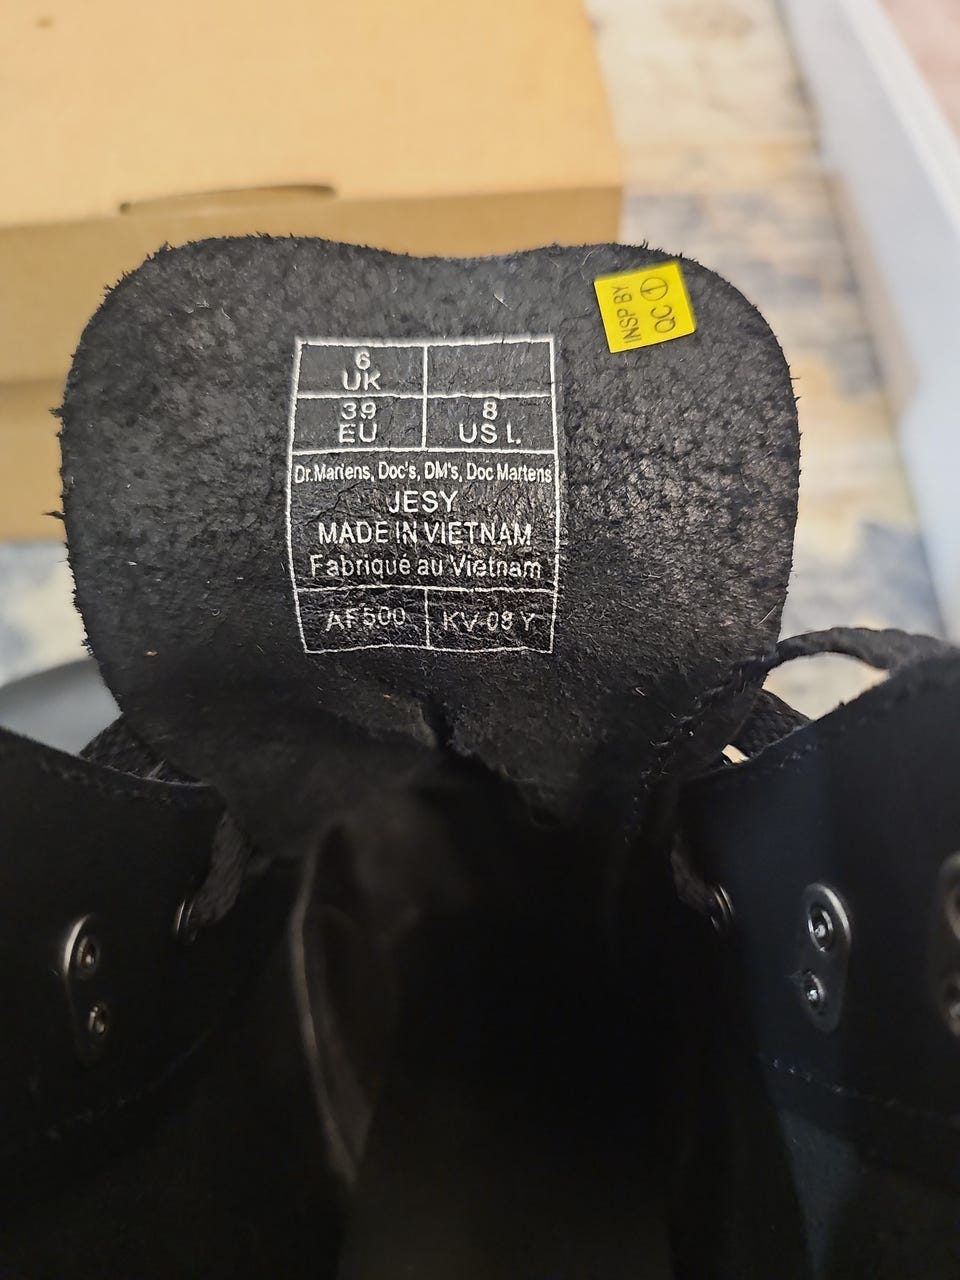 6
UK
39
EU
8
US L
Dr.Martens, Doc's, DM's, Doc Martens
JESY
MADE IN VIETNAM
Fabriqué au Vietnam
AF500
KV 08 Y
INSP BY
QC 1